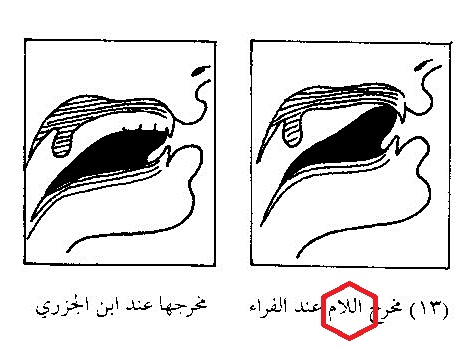 (١٣) مخرج اللام عند الفراء
مخرجها عند ابن الجزري